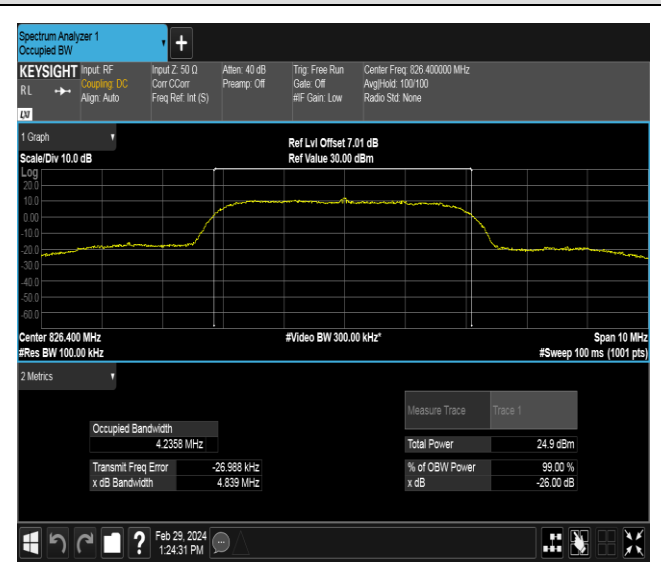 Spectrum Analyzer 1
Occupied BW
+
KEYSIGHT
RL
LXI
Input: RF
Coupling: DC
Align: Auto
Input Z: 50 Ω
Corr CCorr
Freq Ref: Int (S)
Atten: 40 dB
Preamp: Off
Trig: Free Run
Gate: Off
#IF Gain: Low
Center Freq: 826.400000 MHz
Avg|Hold: 100/100
Radio Std: None
1 Graph
Scale/Div 10.0 dB
Ref Lvl Offset 7.01 dB
Ref Value 30.00 dBm
Log
20.0
10.0
0.00
-10.0
-20.0
-30.0
-40.0
-50.0
-60.0
Center 826.400 MHz
#Video BW 300.00 kHz*
Span 10 MHz
#Res BW 100.00 kHz
#Sweep 100 ms (1001 pts)
2 Metrics
Measure Trace Trace 1
Occupied Bandwidth
4.2358 MHz
Total Power 24.9 dBm
Transmit Freq Error -26.988 kHz
% of OBW Power 99.00 %
x dB Bandwidth 4.839 MHz
x dB -26.00 dB
?
Feb 29, 2024
1:24:31 PM